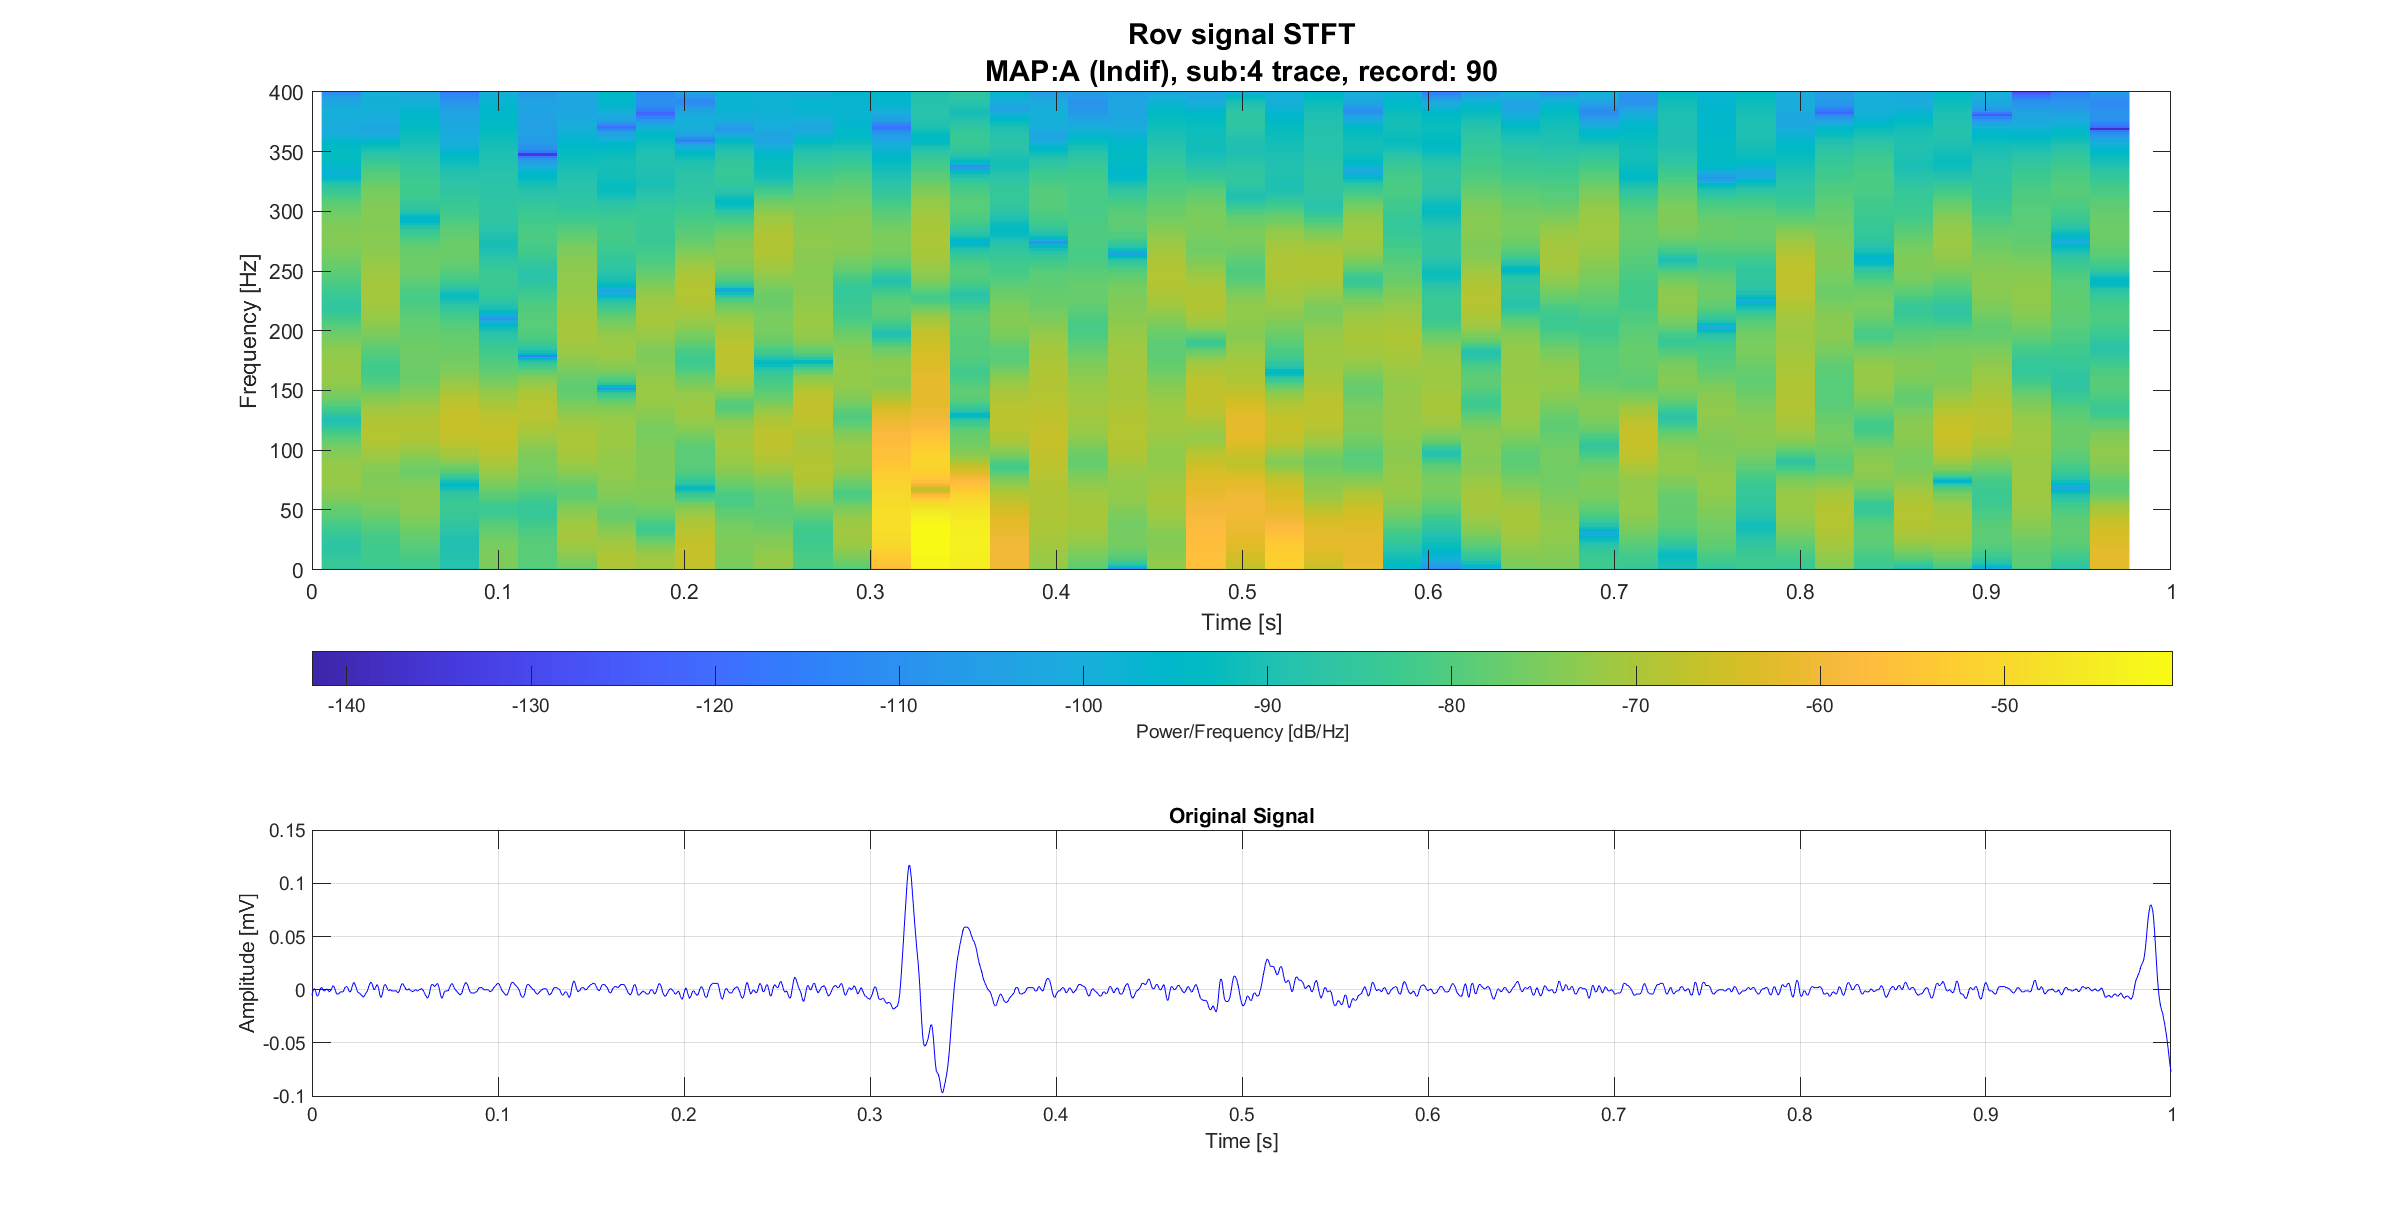 Rov signal STFT
MAP:A (Indif), sub:4 trace, record: 90
400
350
300
250
200
150
100
50
0
Frequency [Hz]
0 0.1 0.2 0.3 0.4 0.5 0.6 0.7 0.8 0.9 1
Time [s]
-140 -130 -120 -110 -100 -90 -80 -70 -60 -50
Power/Frequency [dB/Hz]
Original Signal
0.15
0.1
0.05
0
-0.05
-0.1
Amplitude [mV]
0 0.1 0.2 0.3 0.4 0.5 0.6 0.7 0.8 0.9 1
Time [s]